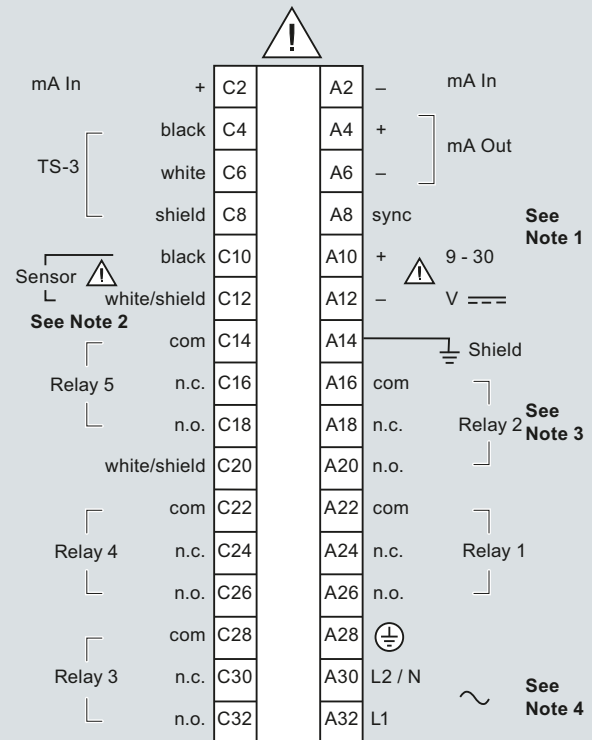 mA In + C2 A2 – mA In
black C4 A4 + mA Out
TS-3 white C6 A6 –
shield C8 A8 sync See Note 1
black C10 A10 + 9 - 30
Sensor white/shield C12 A12 – V
See Note 2
com C14 A14 Shield
Relay 5 n.c. C16 A16 com
n.o. C18 A18 n.c. Relay 2 See Note 3
white/shield C20 A20 n.o.
com C22 A22 com
Relay 4 n.c. C24 A24 n.c. Relay 1
n.o. C26 A26 n.o.
com C28 A28
Relay 3 n.c. C30 A30 L2 / N
n.o. C32 A32 L1 See Note 4